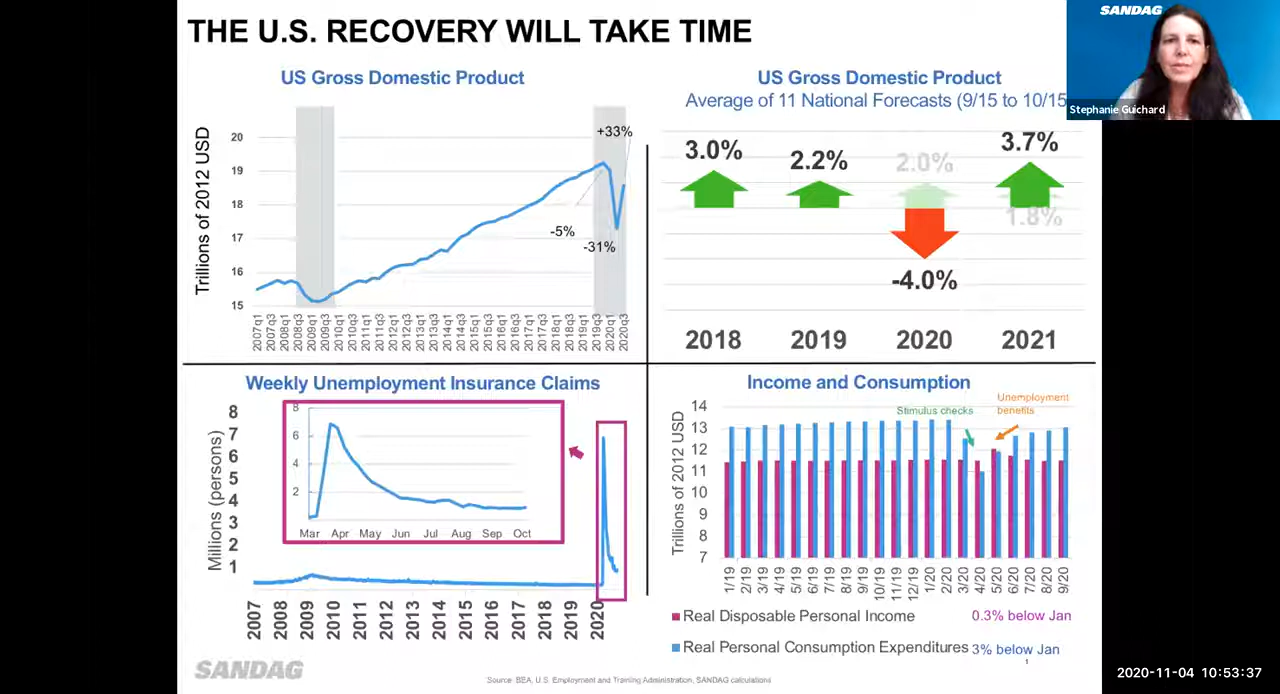 THE U.S. RECOVERY WILL TAKE TIME
SANDAG
Stephanie Guichard
US Gross Domestic Product
Trillions of 2012 USD
20
19
18
17
16
15
+33%
-5%
-31%
2007q1
2007q3
2008q1
2008q3
2009q1
2009q3
2010q1
2010q3
2011q1
2011q3
2012q1
2012q3
2013q1
2013q3
2014q1
2014q3
2015q1
2015q3
2016q1
2016q3
2017q1
2017q3
2018q1
2018q3
2019q1
2019q3
2020q1
2020q3
US Gross Domestic Product
Average of 11 National Forecasts (9/15 to 10/15
3.0%
2.2%
2.0%
3.7%
1.8%
-4.0%
2018
2019
2020
2021
Weekly Unemployment Insurance Claims
Millions (persons)
8
7
6
5
4
3
2
1
8
6
4
2
Mar Apr May Jun Jul Aug Sep Oct
2007
2008
2009
2010
2011
2012
2013
2014
2015
2016
2017
2018
2019
2020
Income and Consumption
Trillions of 2012 USD
14
13
12
11
10
9
8
7
Stimulus checks
Unemployment
benefits
1/19
2/19
3/19
4/19
5/19
6/19
7/19
8/19
9/19
10/19
11/19
12/19
1/20
2/20
3/20
4/20
5/20
6/20
7/20
8/20
9/20
Real Disposable Personal Income 0.3% below Jan
Real Personal Consumption Expenditures 3% below Jan
1
SANDAG
Source: BEA, U.S. Employment and Training Administration, SANDAG calculations
2020-11-04 10:53:37